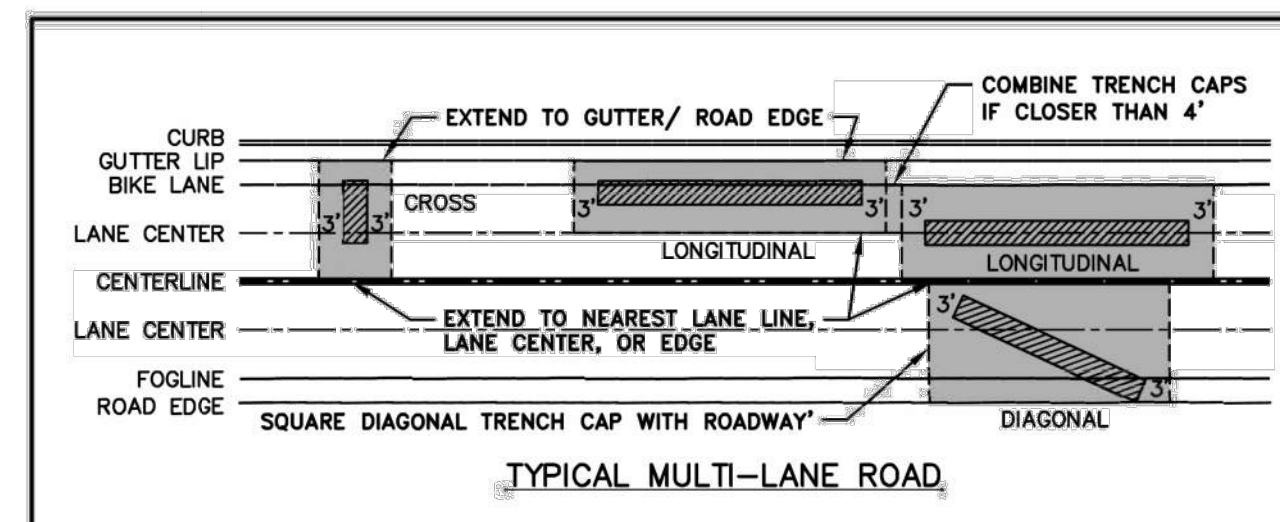 COMBINE TRENCH CAPS
IF CLOSER THAN 4'
EXTEND TO GUTTER/ ROAD EDGE
CURB
GUTTER LIP
BIKE LANE
3' 3'
CROSS
3' 3'
3' 3'
LANE CENTER
LONGITUDINAL
LONGITUDINAL
CENTERLINE
EXTEND TO NEAREST LANE LINE,
LANE CENTER, OR EDGE
3'
LANE CENTER
FOGLINE
3'
ROAD EDGE
SQUARE DIAGONAL TRENCH CAP WITH ROADWAY'
DIAGONAL
TYPICAL MULTI-LANE ROAD